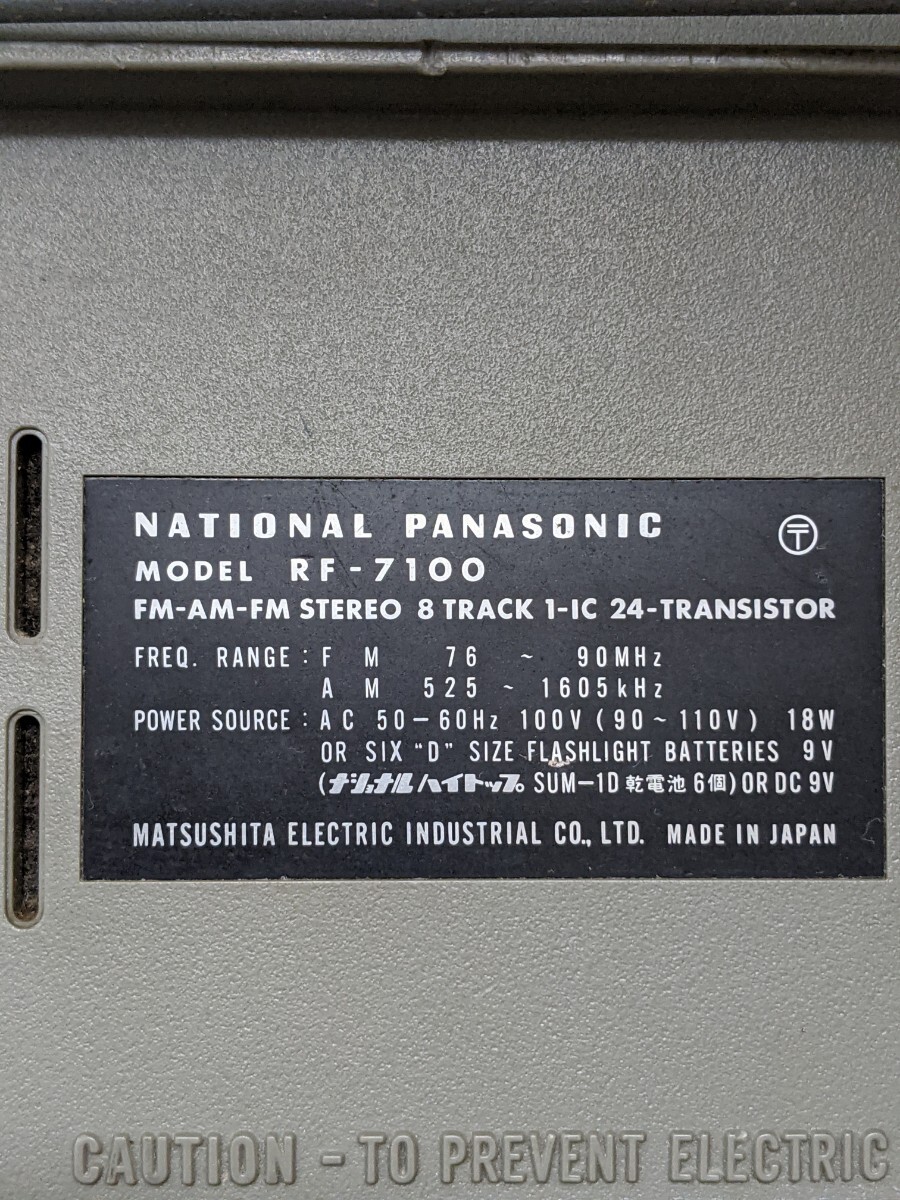 NATIONAL PANASONIC 〒
MODEL RF-7100
FM-AM-FM STEREO 8 TRACK 1-IC 24-TRANSISTOR
FREQ. RANGE : F M 76 ~ 90MHz
A M 525 ~ 1605kHz
POWER SOURCE : AC 50-60Hz 100V (90~110V) 18W
OR SIX "D" SIZE FLASHLIGHT BATTERIES 9V
(ナショナル ハイトップ SUM-1D 乾電池 6個) OR DC 9V
MATSUSHITA ELECTRIC INDUSTRIAL CO., LTD. MADE IN JAPAN
CAUTION - TO PREVENT ELECTRIC